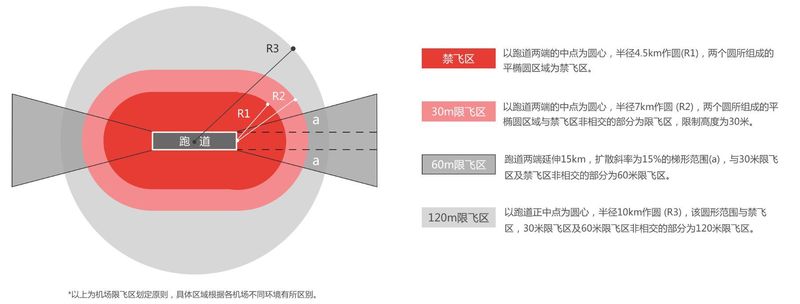 R3
R2
R1
a
跑 道
a
*以上为机场限飞区划定原则，具体区域根据各机场不同环境有所区别。
禁飞区
以跑道两端的中点为圆心，半径4.5km作圆(R1)，两个圆所组成的
平椭圆区域为禁飞区。
30m限飞区
以跑道两端的中点为圆心，半径7km作圆 (R2)，两个圆所组成的平
椭圆区域与禁飞区非相交的部分为限飞区，限制高度为30米。
60m限飞区
跑道两端延伸15km，扩散斜率为15%的梯形范围(a)，与30米限飞
区及禁飞区非相交的部分为60米限飞区。
120m限飞区
以跑道正中点为圆心，半径10km作圆 (R3)，该圆形范围与禁飞
区，30米限飞区及60米限飞区非相交的部分为120米限飞区。